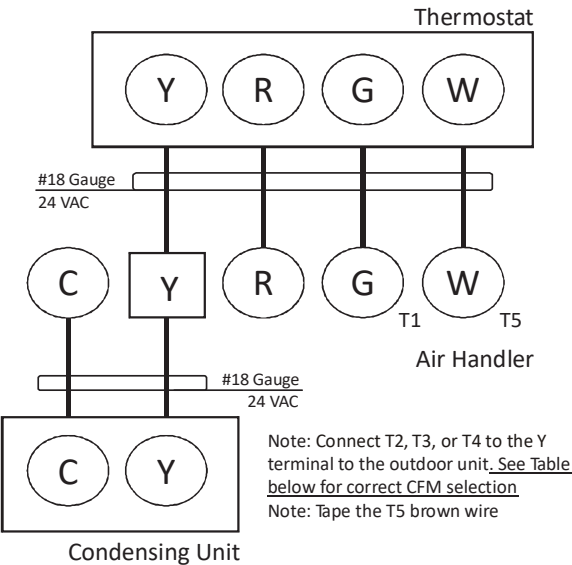 Thermostat
Y R G W
#18 Gauge
24 VAC
C Y R G W
T1 T5
Air Handler
#18 Gauge
24 VAC
C Y
Note: Connect T2, T3, or T4 to the Y
terminal to the outdoor unit. See Table
below for correct CFM selection
Note: Tape the T5 brown wire
Condensing Unit